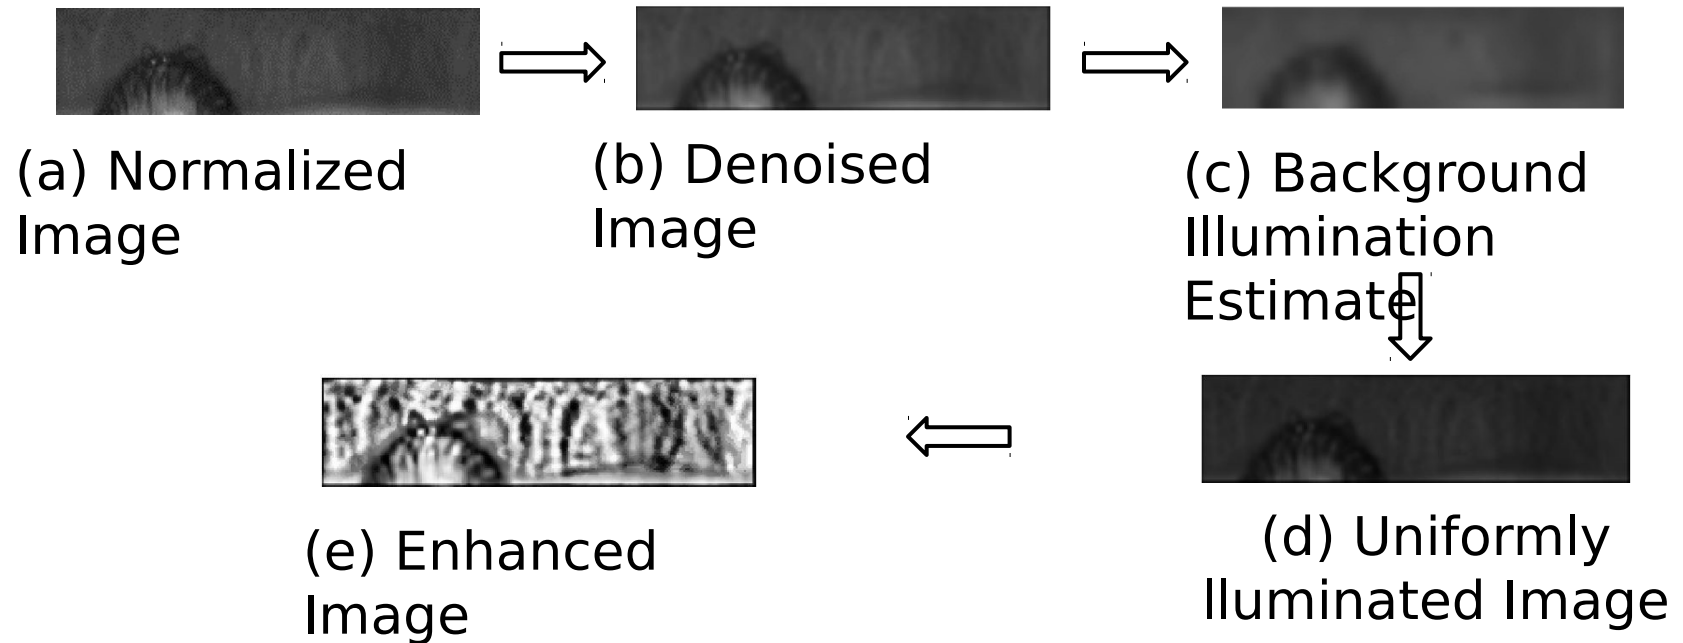 (a) Normalized
Image
(b) Denoised
Image
(c) Background
Illumination
Estimate
(d) Uniformly
lluminated Image
(e) Enhanced
Image